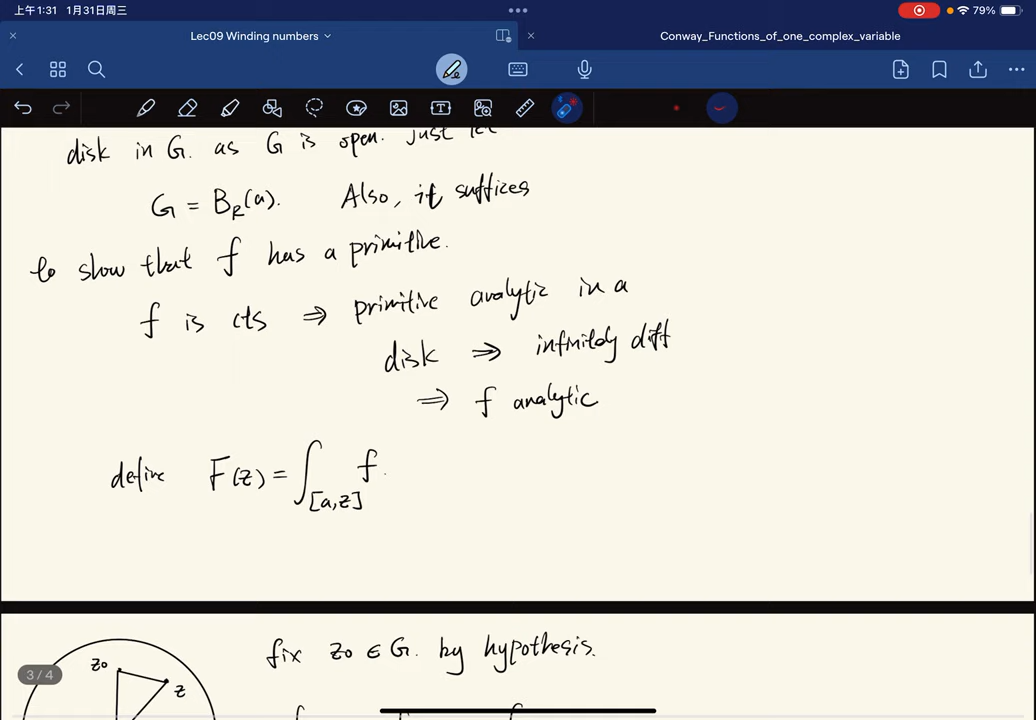 上午1:31 1月31日周三
79%
Lec09 Winding numbers
Conway_Functions_of_one_complex_variable
disk in G. as G is open. just let
G = B_R(a). Also, it suffices
to show that f has a primitive.
f is cts ⇒ primitive analytic in a
disk ⇒ infinitely diff
⇒ f analytic
define F(z) = ∫_[a,z] f.
fix z0 ∈ G. by hypothesis.
z0
z
3/4